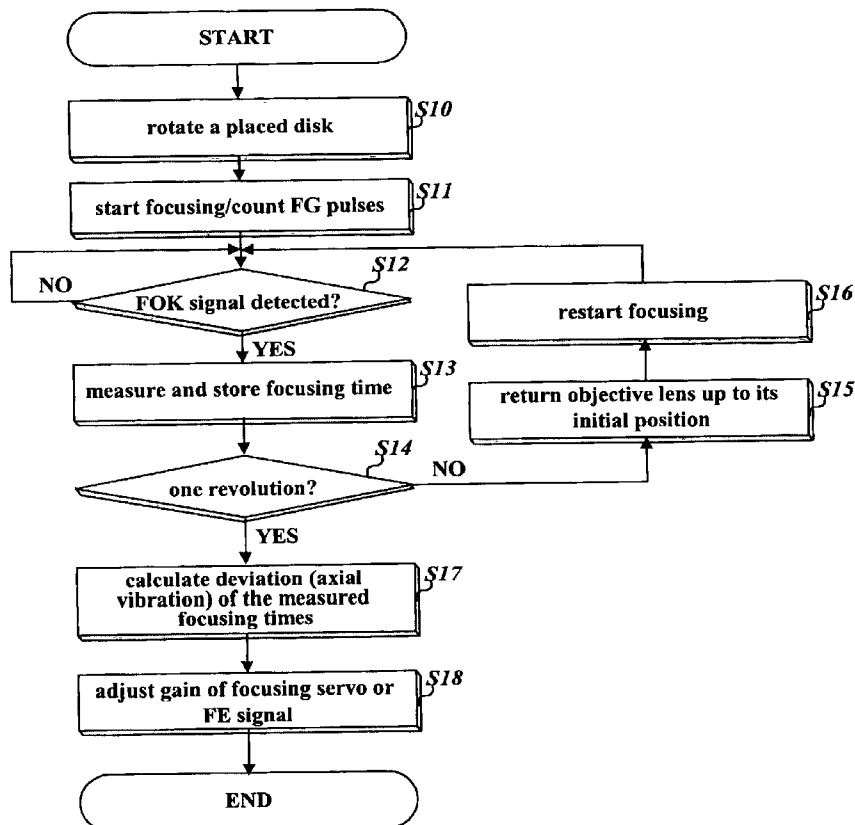 START
S10
rotate a placed disk
S11
start focusing/count FG pulses
S12
NO
FOK signal detected?
S16
restart focusing
YES
S13
measure and store focusing time
S15
return objective lens up to its
initial position
S14
NO
one revolution?
YES
S17
calculate deviation (axial
vibration) of the measured
focusing times
S18
adjust gain of focusing servo or
FE signal
END